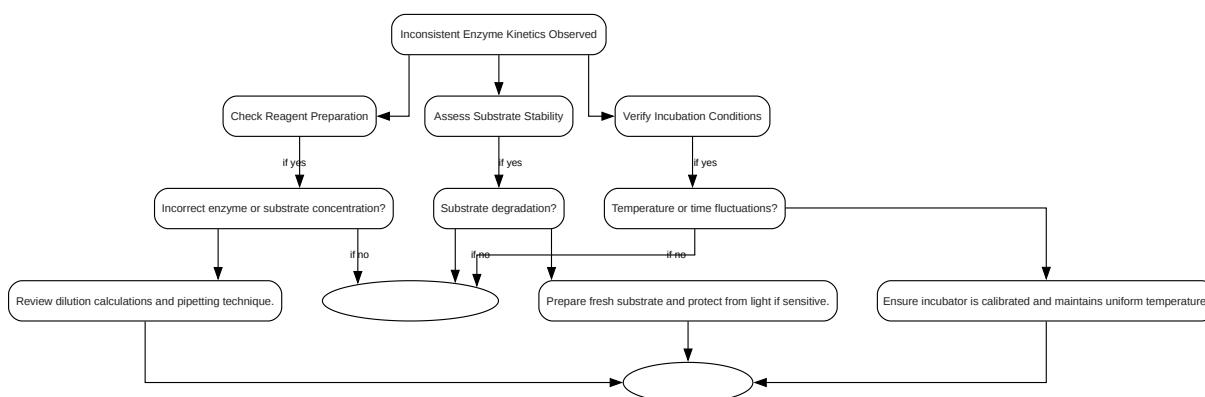 Inconsistent Enzyme Kinetics Observed
Check Reagent Preparation
Assess Substrate Stability
Verify Incubation Conditions
if yes
if yes
if yes
Incorrect enzyme or substrate concentration?
Substrate degradation?
Temperature or time fluctuations?
if no
if no
if no
Review dilution calculations and pipetting technique.
Prepare fresh substrate and protect from light if sensitive.
Ensure incubator is calibrated and maintains uniform temperature